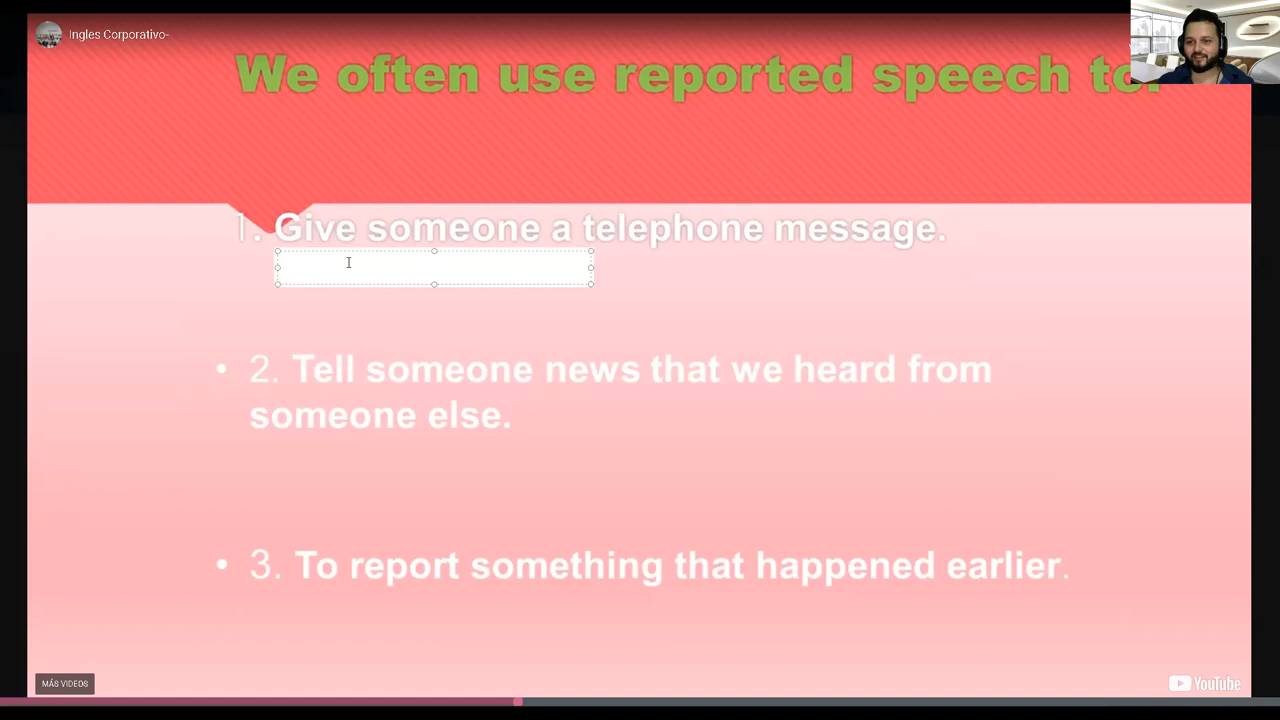 Ingles Corporativo-
We often use reported speech to:
1. Give someone a telephone message.
• 2. Tell someone news that we heard from
someone else.
• 3. To report something that happened earlier.
MÁS VIDEOS
YouTube